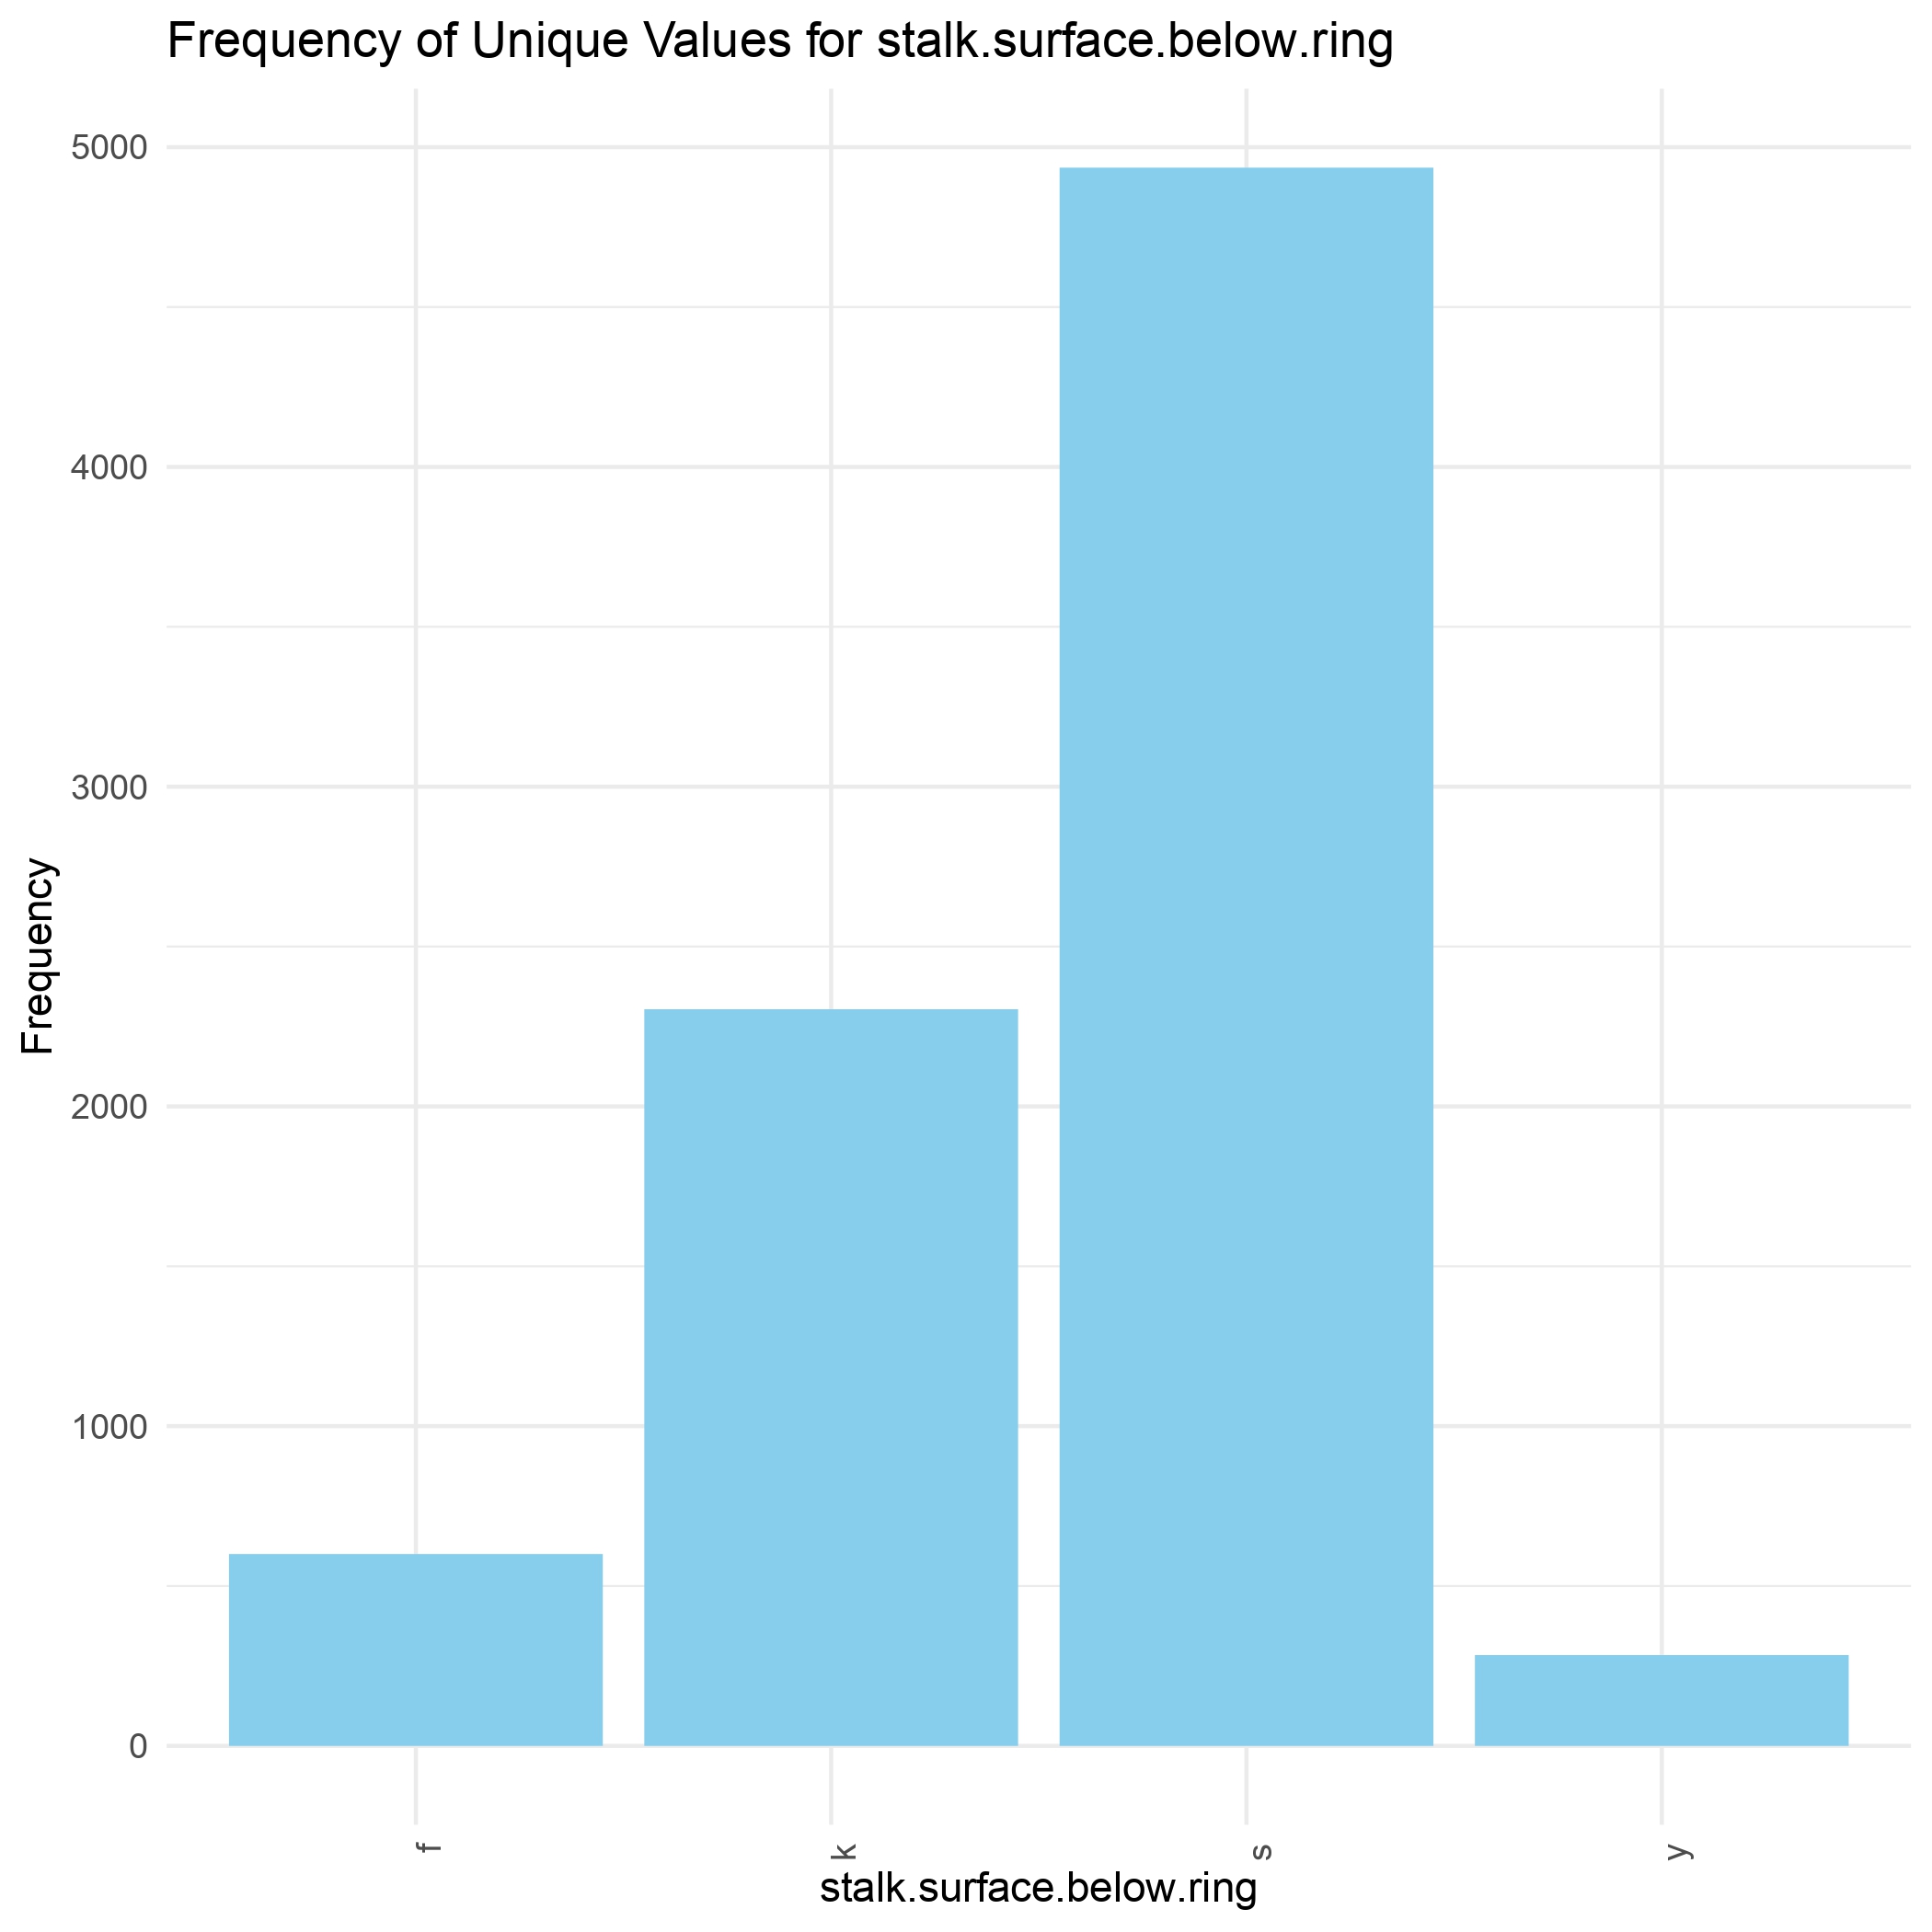 Frequency of Unique Values for stalk.surface.below.ring
5000
4000
3000
2000
1000
0
Frequency
f
k
s
y
stalk.surface.below.ring